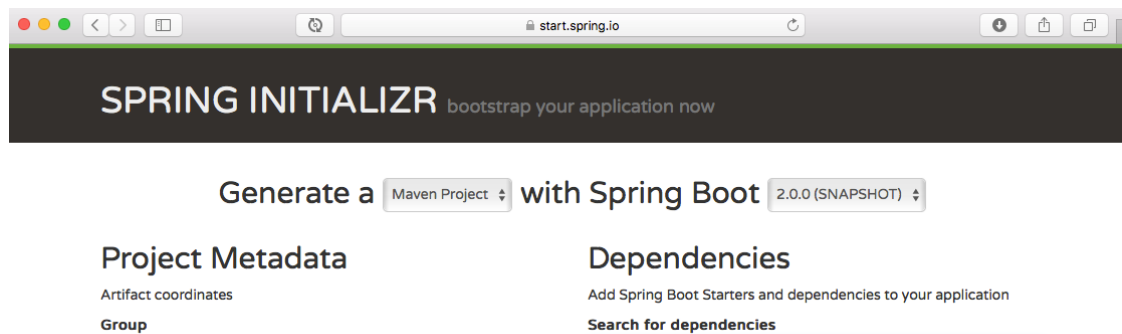 start.spring.io
SPRING INITIALIZR bootstrap your application now
Generate a Maven Project with Spring Boot 2.0.0 (SNAPSHOT)
Project Metadata
Artifact coordinates
Group
Dependencies
Add Spring Boot Starters and dependencies to your application
Search for dependencies